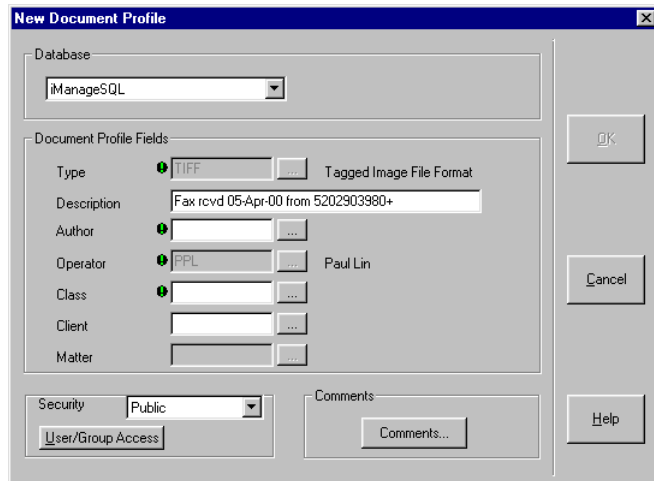 New Document Profile
Database
iManageSQL
Document Profile Fields
Type TIFF ... Tagged Image File Format
Description Fax rcvd 05-Apr-00 from 5202903980+
Author ...
Operator PPL ... Paul Lin
Class ...
Client ...
Matter ...
Security Public
User/Group Access
Comments
Comments...
OK
Cancel
Help